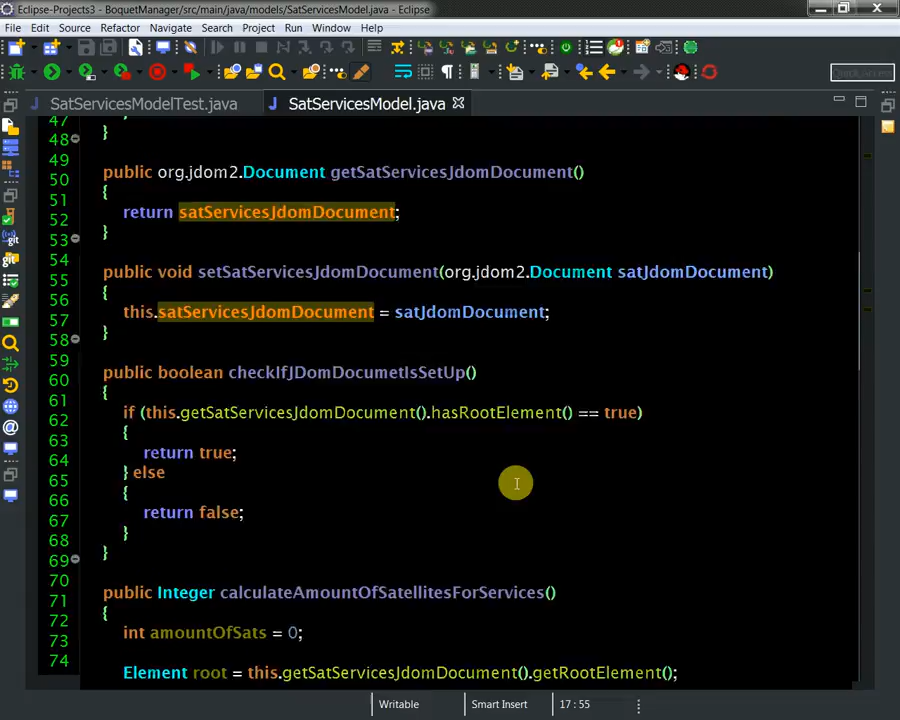 Eclipse-Projects3 - BoquetManager/src/main/java/models/SatServicesModel.java - Eclipse
File Edit Source Refactor Navigate Search Project Run Window Help
Quick Access
SatServicesModelTest.java SatServicesModel.java
47
48 }
49
50 public org.jdom2.Document getSatServicesJdomDocument()
51 {
52 return satServicesJdomDocument;
53 }
54
55 public void setSatServicesJdomDocument(org.jdom2.Document satJdomDocument)
56 {
57 this.satServicesJdomDocument = satJdomDocument;
58 }
59
60 public boolean checkIfJDomDocumetIsSetUp()
61 {
62 if (this.getSatServicesJdomDocument().hasRootElement() == true)
63 {
64 return true;
65 } else
66 {
67 return false;
68 }
69 }
70
71 public Integer calculateAmountOfSatellitesForServices()
72 {
73 int amountOfSats = 0;
74
Element root = this.getSatServicesJdomDocument().getRootElement();
Writable Smart Insert 17 : 55